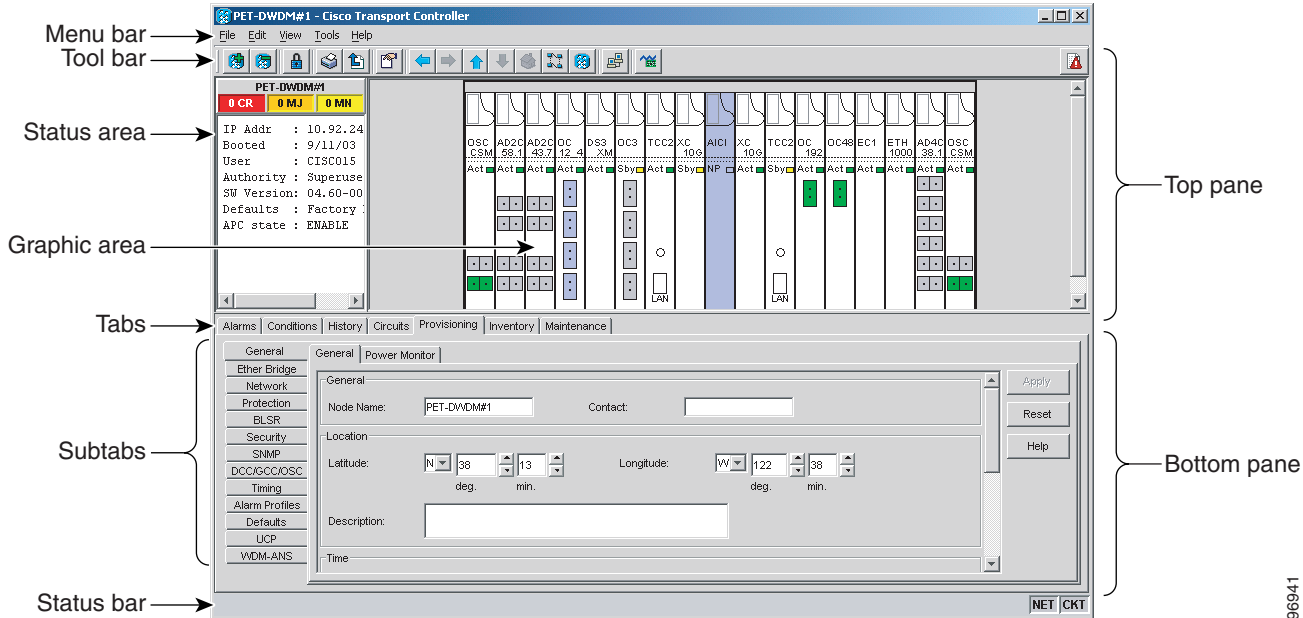 PET-DWDM#1 - Cisco Transport Controller
Menu bar
File Edit View Tools Help
Tool bar
PET-DWDM#1
0 CR 0 MJ 0 MN
Status area
IP Addr : 10.92.24
Booted : 9/11/03
User : CISCO15
Authority : Superuse
SW Version: 04.60-00
Defaults : Factory
APC state : ENABLE
OSC CSM
AD2C 58.1
AD2C 43.7
OC 12_4
DS3 XM
OC3
TCC2
XC 10G
AICI
XC 10G
TCC2
OC 192
OC48
EC1
ETH 1000
AD4C 38.1
OSC CSM
Act Act Act Act Act Sby Act Sby NP Act Sby Act Act Act Act Act Act
LAN LAN
Top pane
Graphic area
Tabs
Alarms Conditions History Circuits Provisioning Inventory Maintenance
Subtabs
General
Ether Bridge
Network
Protection
BLSR
Security
SNMP
DCC/GCC/OSC
Timing
Alarm Profiles
Defaults
UCP
WDM-ANS
General Power Monitor
General
Node Name: PET-DWDM#1 Contact:
Location
Latitude: N 38 13 Longitude: W 122 38
deg. min. deg. min.
Description:
Time
Apply
Reset
Help
Bottom pane
Status bar
NET CKT
96941